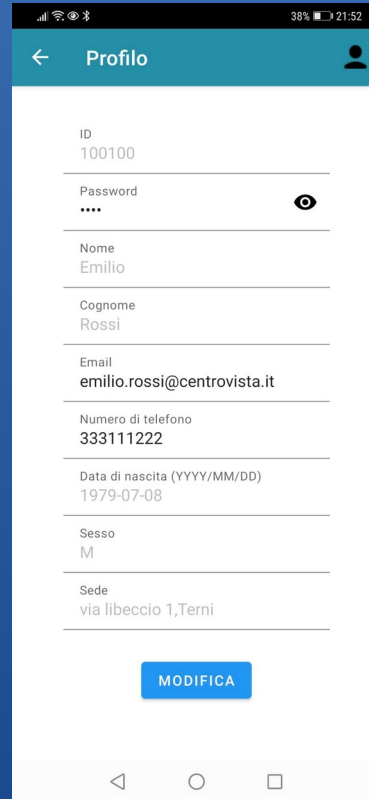 38% 21:52
Profilo
ID
100100
Password
••••
Nome
Emilio
Cognome
Rossi
Email
emilio.rossi@centrovista.it
Numero di telefono
333111222
Data di nascita (YYYY/MM/DD)
1979-07-08
Sesso
M
Sede
via libeccio 1,Terni
MODIFICA